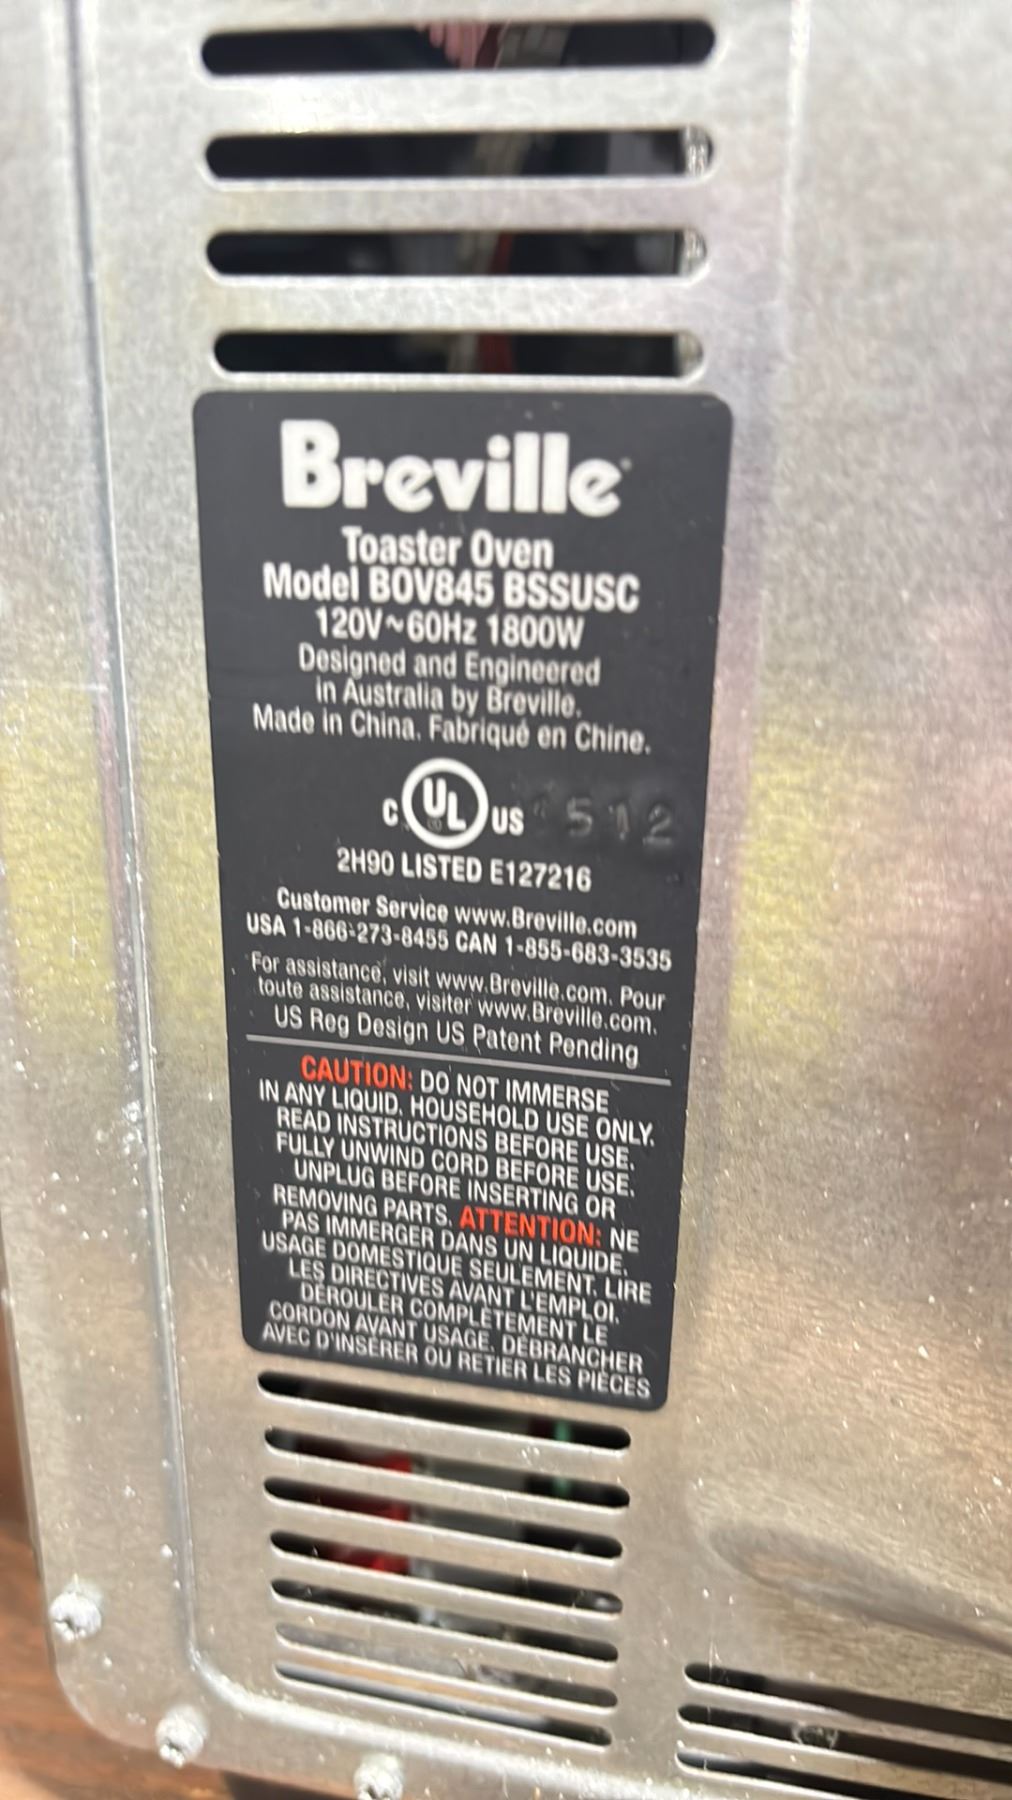 Breville
Toaster Oven
Model BOV845 BSSUSC
120V~60Hz 1800W
Designed and Engineered
in Australia by Breville.
Made in China. Fabriqué en Chine.
C UL US
2H90 LISTED E127216
Customer Service www.Breville.com
USA 1-866-273-8455 CAN 1-855-683-3535
For assistance, visit www.Breville.com. Pour
toute assistance, visiter www.Breville.com.
US Reg Design US Patent Pending
CAUTION: DO NOT IMMERSE
IN ANY LIQUID. HOUSEHOLD USE ONLY.
READ INSTRUCTIONS BEFORE USE.
FULLY UNWIND CORD BEFORE USE.
UNPLUG BEFORE INSERTING OR
REMOVING PARTS. ATTENTION: NE
PAS IMMERGER DANS UN LIQUIDE.
USAGE DOMESTIQUE SEULEMENT. LIRE
LES DIRECTIVES AVANT L'EMPLOI.
DÉROULER COMPLÈTEMENT LE
CORDON AVANT USAGE. DÉBRANCHER
AVEC D'INSÉRER OU RETIER LES PIÈCES